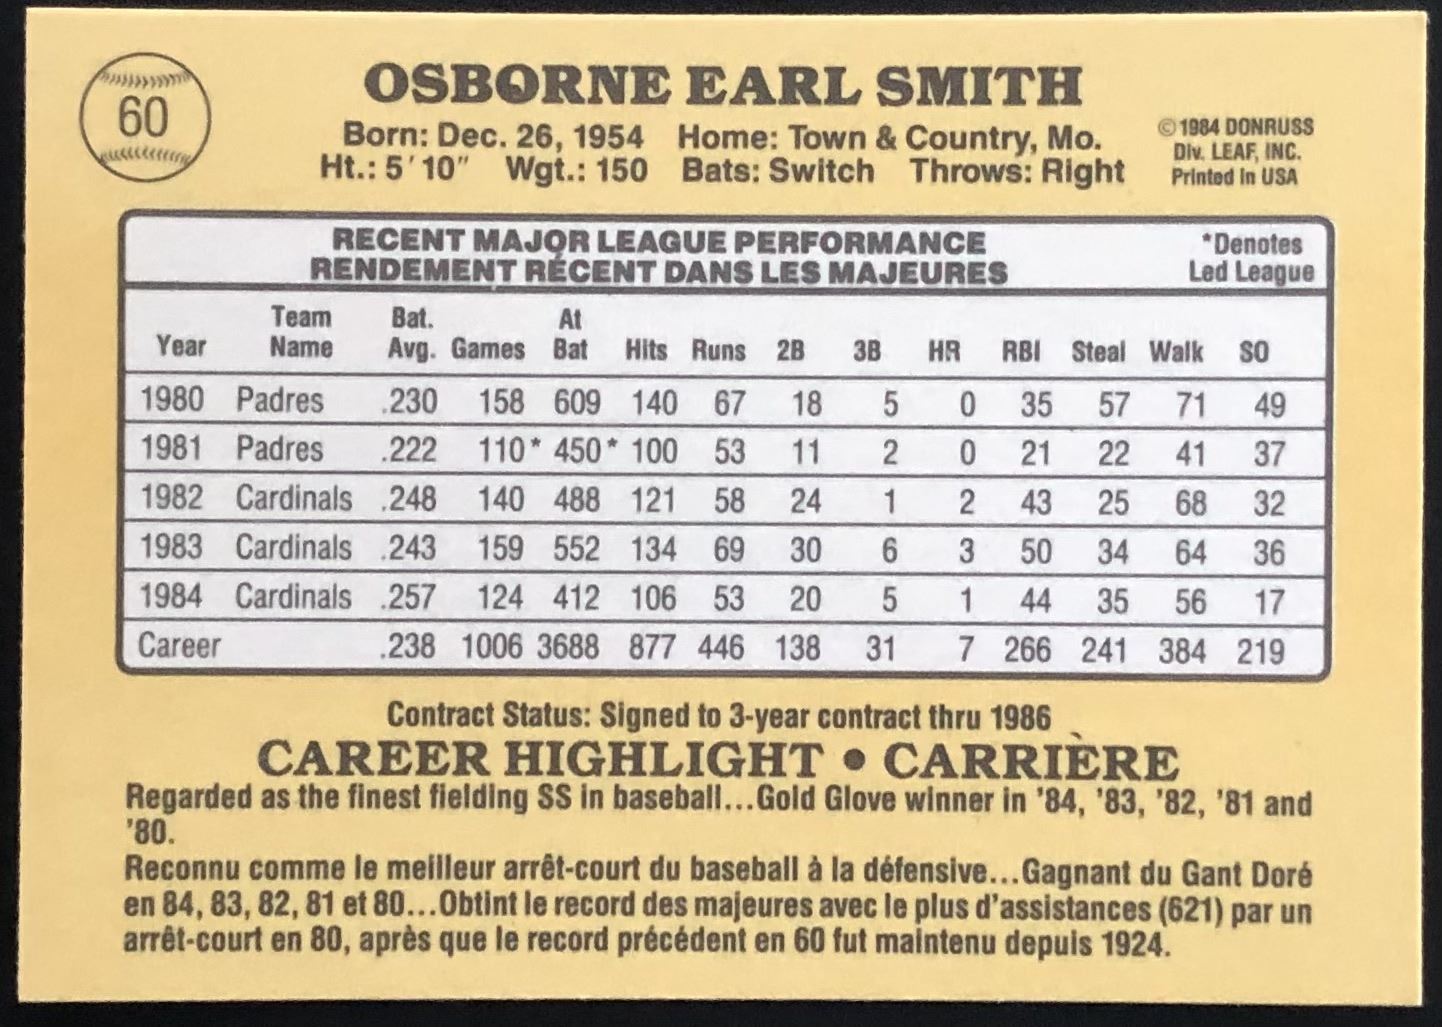 60
OSBORNE EARL SMITH
Born: Dec. 26, 1954 Home: Town & Country, Mo.
Ht.: 5'10" Wgt.: 150 Bats: Switch Throws: Right
©1984 DONRUSS
Div. LEAF, INC.
Printed In USA
RECENT MAJOR LEAGUE PERFORMANCE
RENDEMENT RÉCENT DANS LES MAJEURES
*Denotes
Led League
Year Team Name Bat. Avg. Games At Bat Hits Runs 2B 3B HR RBI Steal Walk SO
1980 Padres .230 158 609 140 67 18 5 0 35 57 71 49
1981 Padres .222 110* 450* 100 53 11 2 0 21 22 41 37
1982 Cardinals .248 140 488 121 58 24 1 2 43 25 68 32
1983 Cardinals .243 159 552 134 69 30 6 3 50 34 64 36
1984 Cardinals .257 124 412 106 53 20 5 1 44 35 56 17
Career .238 1006 3688 877 446 138 31 7 266 241 384 219
Contract Status: Signed to 3-year contract thru 1986
CAREER HIGHLIGHT • CARRIÈRE
Regarded as the finest fielding SS in baseball...Gold Glove winner in '84, '83, '82, '81 and
'80.
Reconnu comme le meilleur arrêt-court du baseball à la défensive...Gagnant du Gant Doré
en 84, 83, 82, 81 et 80...Obtint le record des majeures avec le plus d'assistances (621) par un
arrêt-court en 80, après que le record précédent en 60 fut maintenu depuis 1924.